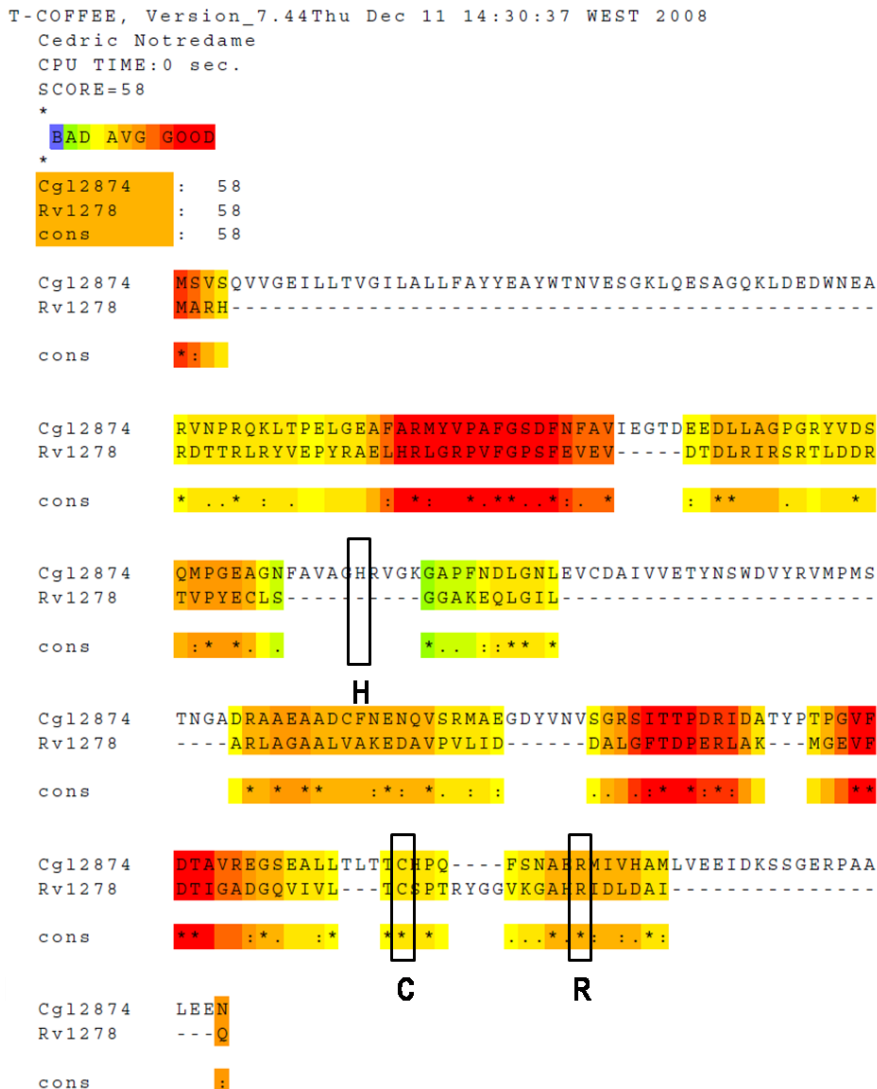 T-COFFEE, Version_7.44Thu Dec 11 14:30:37 WEST 2008
Cedric Notredame
CPU TIME:0 sec.
SCORE=58
*
BAD AVG GOOD
*
Cgl2874 : 58
Rv1278 : 58
cons : 58
Cgl2874 MSVSQVVGEILLTVGILALLFAYYEAYWTNVESGKLQESAGQKLDEDWNEA
Rv1278 MARH-----------------------------------------------
cons *:
Cgl2874 RVNPRQKLTPELGEAFARMYVPAFGSDFNFAVIEGTDEEDLLAGPGRYVDS
Rv1278 RDTTRLRYVEPYRAELHRLGRPVFGPSFEVEV-----DTDLRIRSRTLDDR
cons * ..* : .      : *:  *.**..*:. *     : **   .    *
Cgl2874 QMPGEAGNFAVAGHRVGKGAPFNDLGNLEVCDAIVVETYNSWDVYRVMPMS
Rv1278 TVPYECLS----------GGAKEQLGIL-----------------------
cons  :* *. .          *..  ::** *
H
Cgl2874 TNGADRAAEAADCFNENQVSRMAEGDYVNVSGRSITTPDRIDATYPTPGVF
Rv1278 ----ARLAGAALVAKEDAVPVLID------DALGFTDPERLAK---MGEVF
cons      * * **   :*: *. : :      . . .:* *:*:     . **
Cgl2874 DTAVREGSEALLTLTTCHPQ----FSNAERMIVHAMLVEEIDKSSGERPAA
Rv1278 DTIGADGQVIVL---TCSPTRYGGVKGAHRIDLDAI---------------
cons **   :*.  :*   ** *    ...*.*: :.*:
C R
Cgl2874 LEEN
Rv1278 ---Q
cons    :